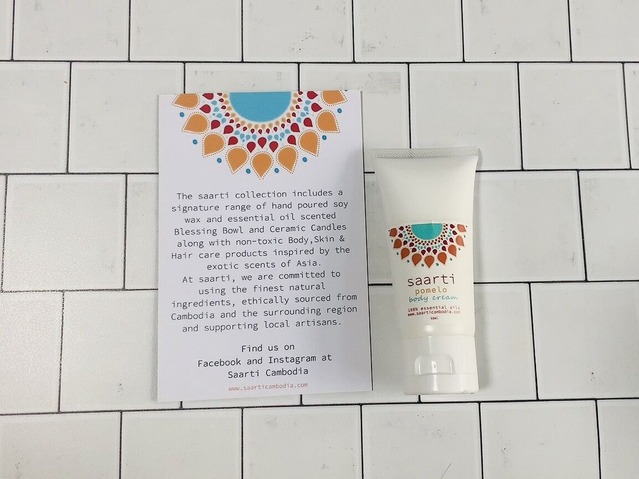 The saarti collection includes a
signature range of hand poured soy
wax and essential oil scented
Blessing Bowl and Ceramic Candles
along with non-toxic Body,Skin &
Hair care products inspired by the
exotic scents of Asia.
At saarti, we are committed to
using the finest natural
ingredients, ethically sourced from
Cambodia and the surrounding region
and supporting local artisans.
Find us on
Facebook and Instagram at
Saarti Cambodia
www.saarticambodia.com
saarti
pomelo
body cream
100% essential oils
www.saarticambodia.com